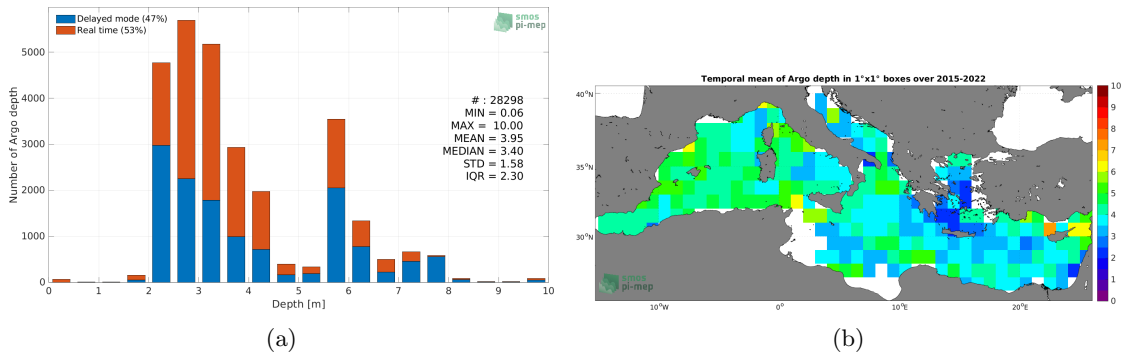 Delayed mode (47%)
Real time (53%)
smos
pi-mep
5000
4000
3000
2000
1000
0
Number of Argo depth
# : 28298
MIN = 0.06
MAX = 10.00
MEAN = 3.95
MEDIAN = 3.40
STD = 1.58
IQR = 2.30
0 1 2 3 4 5 6 7 8 9 10
Depth [m]
(a)
Temporal mean of Argo depth in 1°x1° boxes over 2015-2022
40°N
35°N
30°N
10°W 0° 10°E 20°E
smos
pi-mep
10
9
8
7
6
5
4
3
2
1
0
(b)